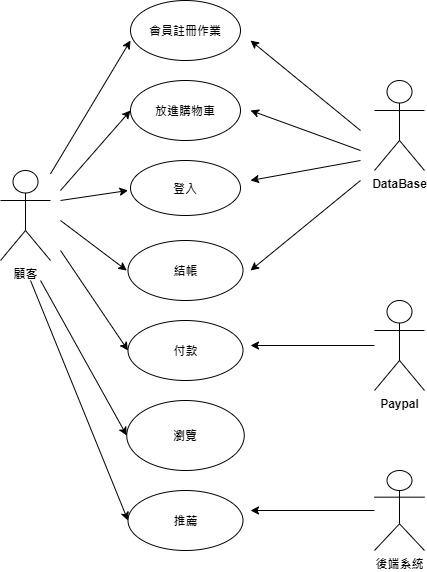 會員註冊作業
放進購物車
登入
DataBase
顧客
結帳
付款
Paypal
瀏覽
推薦
後端系統